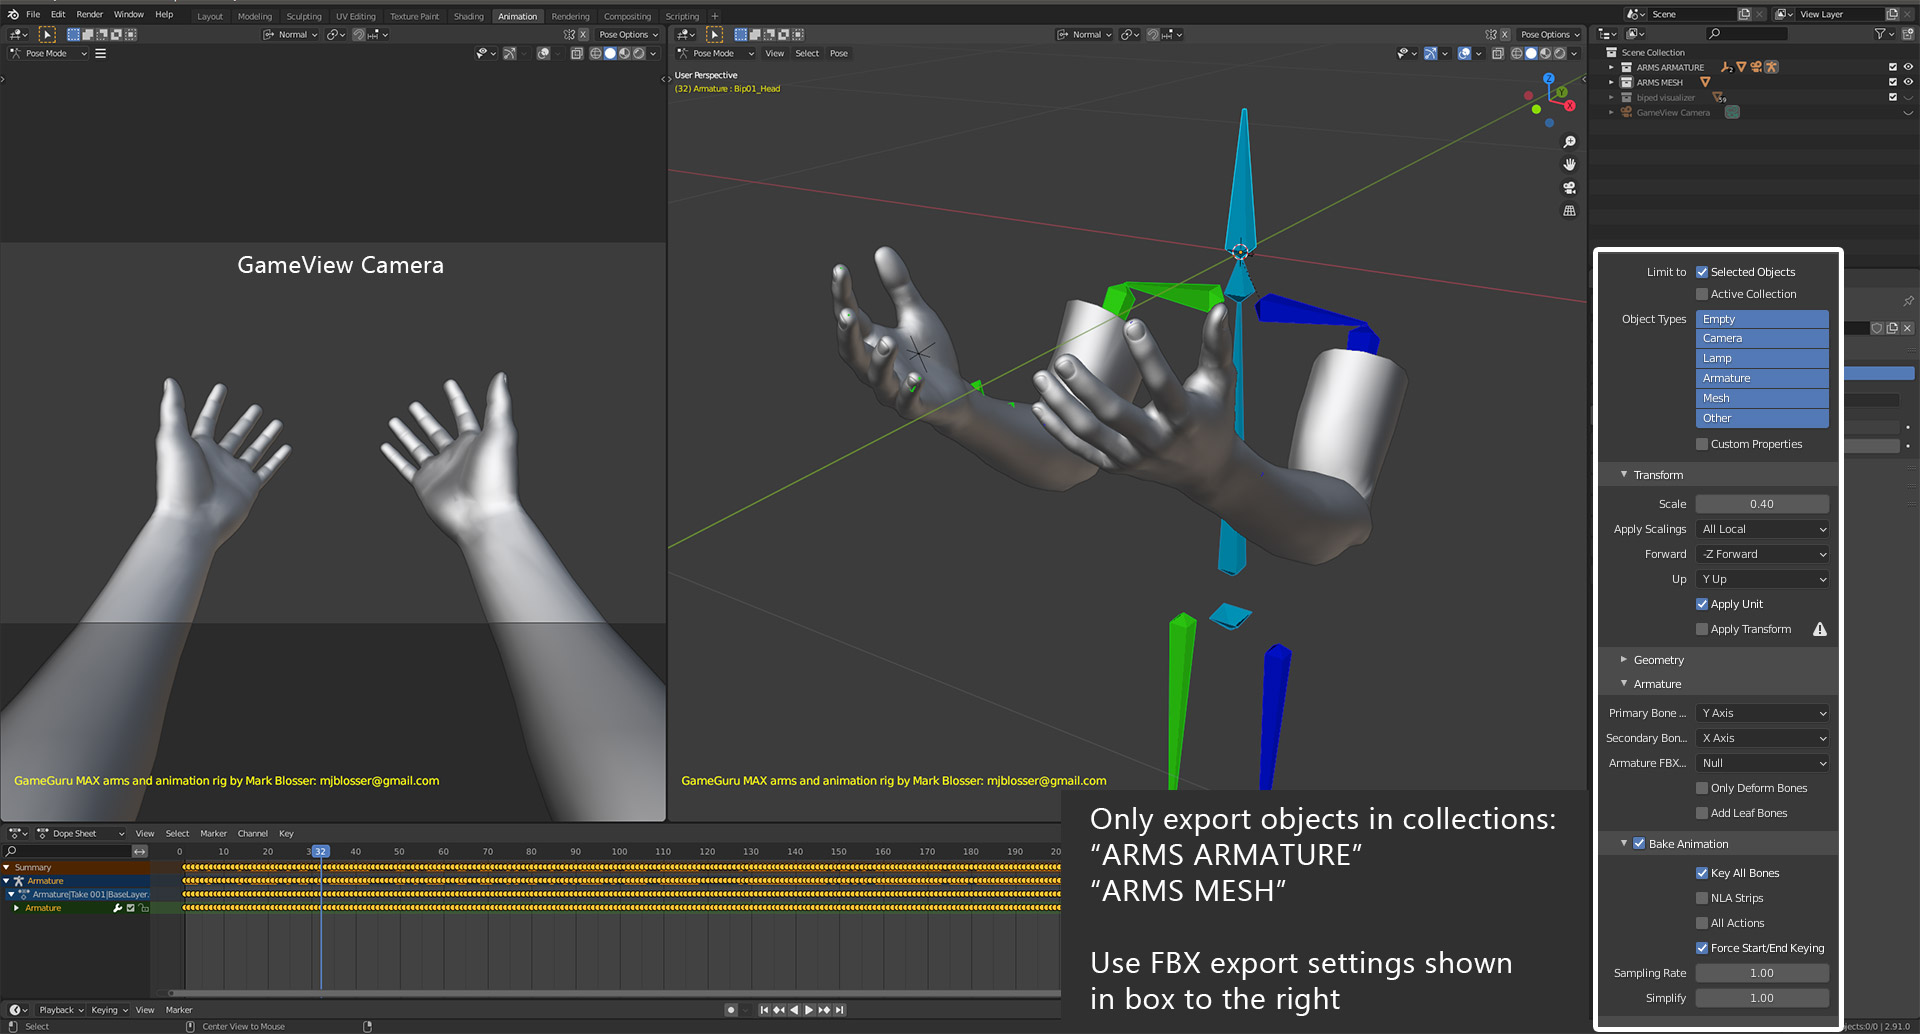 File Edit Render Window Help Layout Modeling Sculpting UV Editing Texture Paint Shading Animation Rendering Compositing Scripting + Scene View Layer
Normal Pose Options Normal Pose Options
Pose Mode Pose Mode View Select Pose
Scene Collection
ARMS ARMATURE 2
ARMS MESH
biped visualizer 59
GameView Camera
User Perspective
(32) Armature : Bip01_Head
Z
Y
X
GameView Camera
GameGuru MAX arms and animation rig by Mark Blosser: mjblosser@gmail.com
GameGuru MAX arms and animation rig by Mark Blosser: mjblosser@gmail.com
Limit to Selected Objects
Active Collection
Object Types Empty
Camera
Lamp
Armature
Mesh
Other
Custom Properties
Transform
Scale 0.40
Apply Scalings All Local
Forward -Z Forward
Up Y Up
Apply Unit
Apply Transform
Geometry
Armature
Primary Bone ... Y Axis
Secondary Bon... X Axis
Armature FBX... Null
Only Deform Bones
Add Leaf Bones
Bake Animation
Key All Bones
NLA Strips
All Actions
Force Start/End Keying
Sampling Rate 1.00
Simplify 1.00
Dope Sheet View Select Marker Channel Key
0 10 20 32 40 50 60 70 80 90 100 110 120 130 140 150 160 170 180 190
Summary
Armature
Armature|Take 001|BaseLayer.
Armature
Only export objects in collections:
“ARMS ARMATURE”
“ARMS MESH”
Use FBX export settings shown
in box to the right
Playback Keying View Marker
Select Center View to Mouse
jects:0/0 | 2.91.0